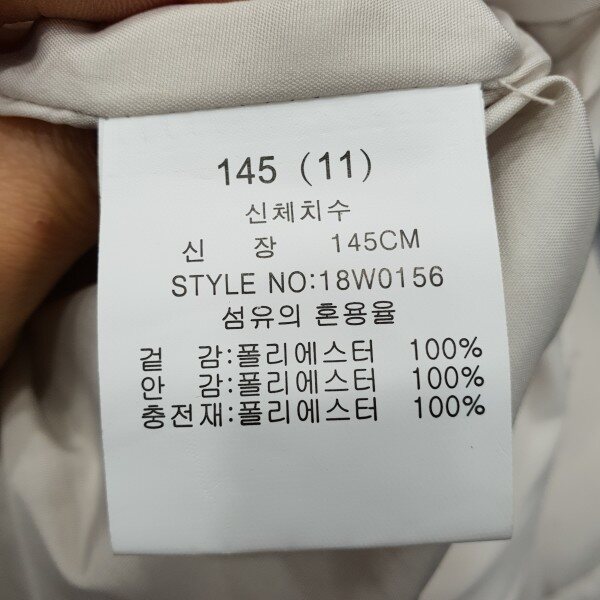 145 (11)
신체치수
신 장 145CM
STYLE NO:18W0156
섬유의 혼용율
겉 감:폴리에스터 100%
안 감:폴리에스터 100%
충전재:폴리에스터 100%